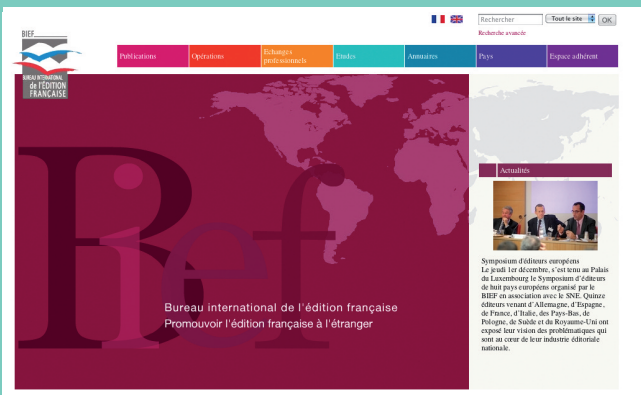 Rechercher
Tout le site
OK
Recherche avancée
BIEF
BUREAU INTERNATIONAL
de l'ÉDITION
FRANÇAISE
Publications
Opérations
Echanges
professionnels
Etudes
Annuaires
Pays
Espace adhérent
Bief
Bureau international de l'édition française
Promouvoir l'édition française à l'étranger
Actualités
Symposium d'éditeurs européens
Le jeudi 1er décembre, s'est tenu au Palais
du Luxembourg le Symposium d'éditeurs
de huit pays européens organisé par le
BIEF en association avec le SNE. Quinze
éditeurs venant d'Allemagne, d'Espagne,
de France, d'Italie, des Pays-Bas, de
Pologne, de Suède et du Royaume-Uni ont
exposé leur vision des problématiques qui
sont au cœur de leur industrie éditoriale
nationale.